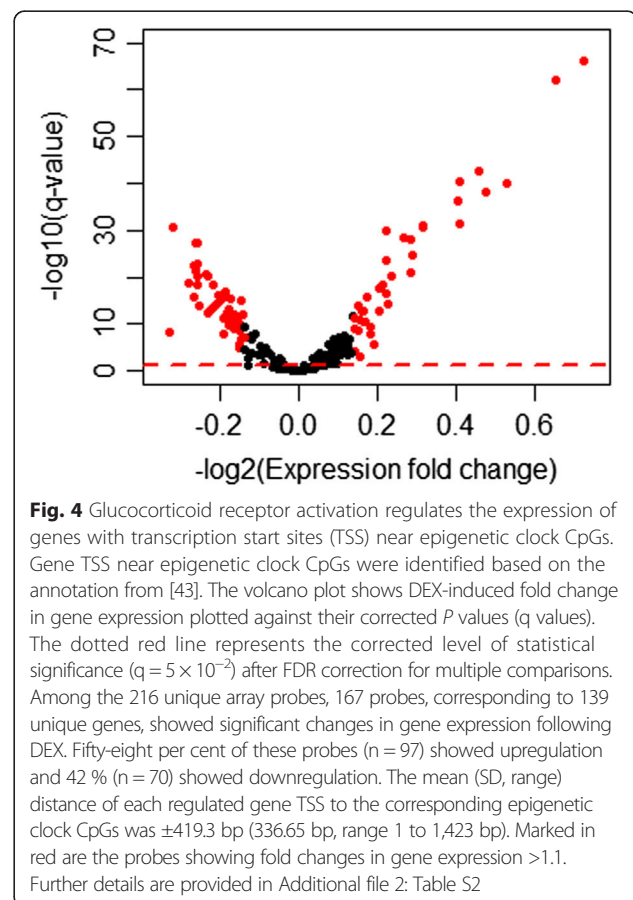 70
50
30
10
0
-log10(q-value)
-0.2
0.0
0.2
0.4
0.6
-log2(Expression fold change)
Fig. 4 Glucocorticoid receptor activation regulates the expression of
genes with transcription start sites (TSS) near epigenetic clock CpGs.
Gene TSS near epigenetic clock CpGs were identified based on the
annotation from [43]. The volcano plot shows DEX-induced fold change
in gene expression plotted against their corrected P values (q values).
The dotted red line represents the corrected level of statistical
significance (q = 5 × 10⁻²) after FDR correction for multiple comparisons.
Among the 216 unique array probes, 167 probes, corresponding to 139
unique genes, showed significant changes in gene expression following
DEX. Fifty-eight per cent of these probes (n = 97) showed upregulation
and 42 % (n = 70) showed downregulation. The mean (SD, range)
distance of each regulated gene TSS to the corresponding epigenetic
clock CpGs was ±419.3 bp (336.65 bp, range 1 to 1,423 bp). Marked in
red are the probes showing fold changes in gene expression >1.1.
Further details are provided in Additional file 2: Table S2